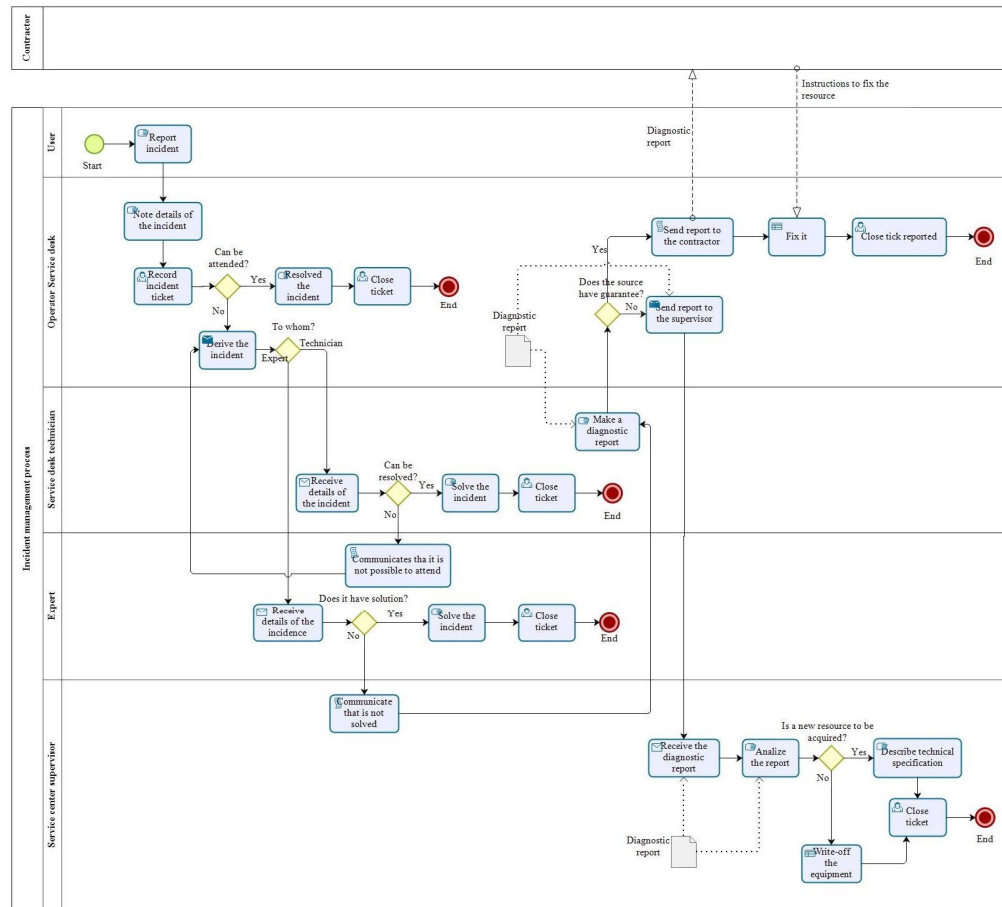 Contractor
Instructions to fix the
resource
Diagnostic
report
Incident management process
User
Start
Report
incident
Operator Service desk
Note details of
the incident
Record
incident ticket
Can be
attended?
Yes
No
Resolved
the incident
Close
ticket
End
Derive the
incident
To whom?
Technician
Expert
Diagnostic
report
Does the source
have guarantee?
Yes
No
Send report to
the contractor
Fix it
Close tick reported
End
Send report to
the supervisor
Service desk technician
Make a
diagnostic
report
Receive
details of
the incident
Can be
resolved?
Yes
No
Solve the
incident
Close
ticket
End
Communicates tha it is
not possible to attend
Expert
Receive
details of the
incidence
Does it have solution?
Yes
No
Solve the
incident
Close
ticket
End
Service center supervisor
Communicate
that is not
solved
Receive the
diagnostic
report
Analize
the report
Is a new resource to be
acquired?
Yes
No
Describe technical
specification
Close
ticket
End
Write-off
the
equipment
Diagnostic
report